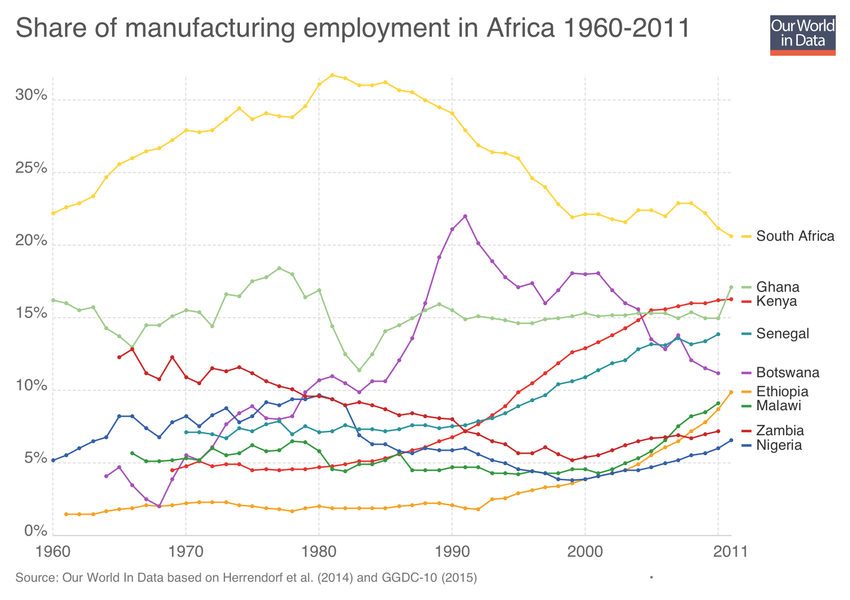 Share of manufacturing employment in Africa 1960-2011
Our World
in Data
30%
25%
20%
15%
10%
5%
0%
South Africa
Ghana
Kenya
Senegal
Botswana
Ethiopia
Malawi
Zambia
Nigeria
1960 1970 1980 1990 2000 2011
Source: Our World In Data based on Herrendorf et al. (2014) and GGDC-10 (2015)